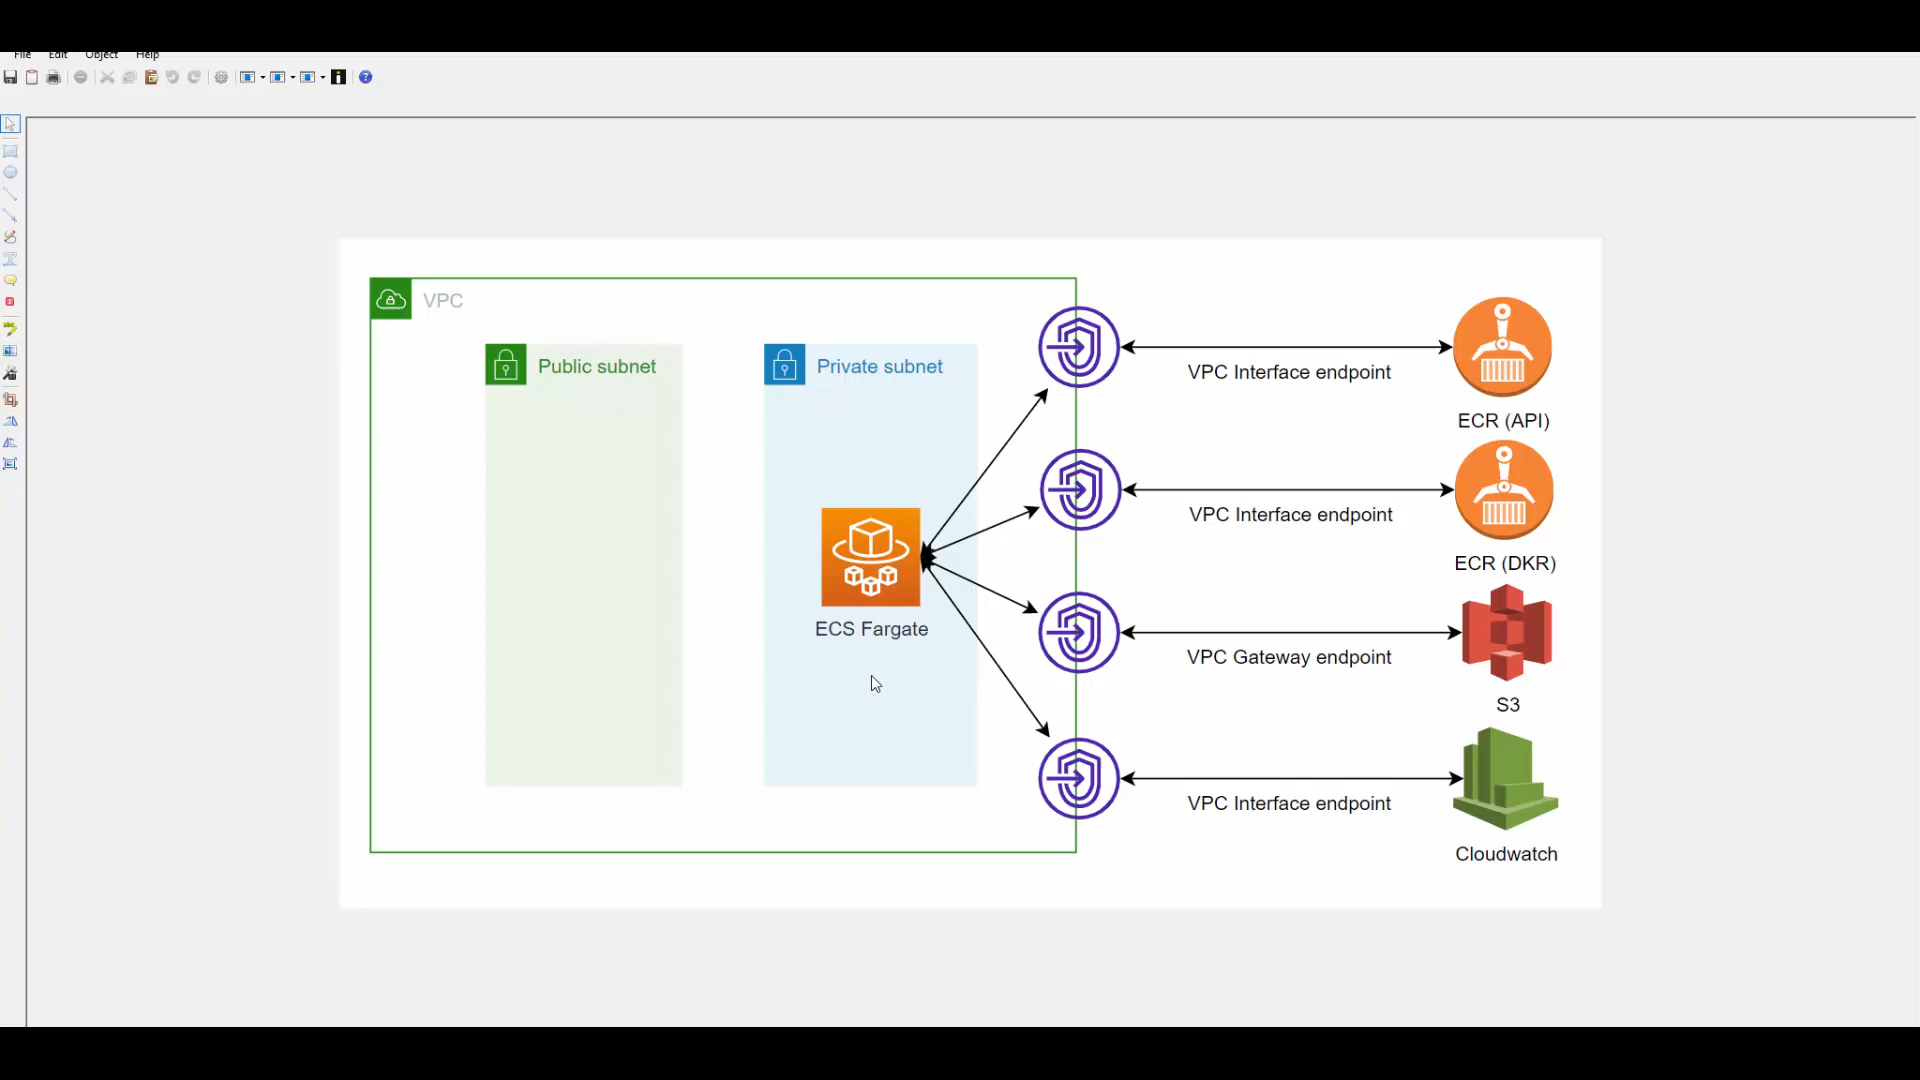 File Edit Object Help
VPC
Public subnet
Private subnet
VPC Interface endpoint
ECR (API)
VPC Interface endpoint
ECR (DKR)
ECS Fargate
VPC Gateway endpoint
S3
VPC Interface endpoint
Cloudwatch